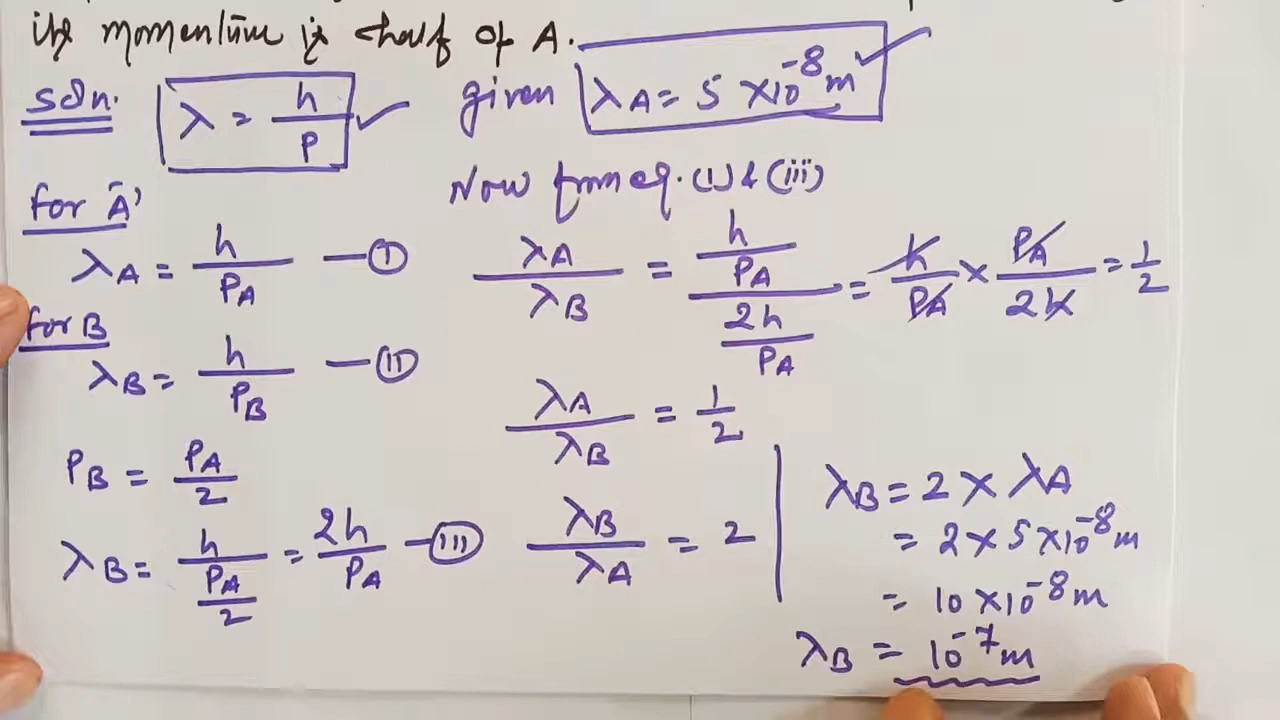 its momentum is half of A.
soln. λ = h/P given λA = 5 × 10⁻⁸ m
for 'A'
λA = h/PA — (I)
for B
λB = h/PB — (II)
PB = PA/2
λB = h/(PA/2) = 2h/PA — (III)
Now from eq. (I) & (iii)
λA/λB = (h/PA)/(2h/PA) = h/PA × PA/2h = 1/2
λA/λB = 1/2
λB/λA = 2
λB = 2 × λA
= 2 × 5 × 10⁻⁸ m
= 10 × 10⁻⁸ m
λB = 10⁻⁷ m